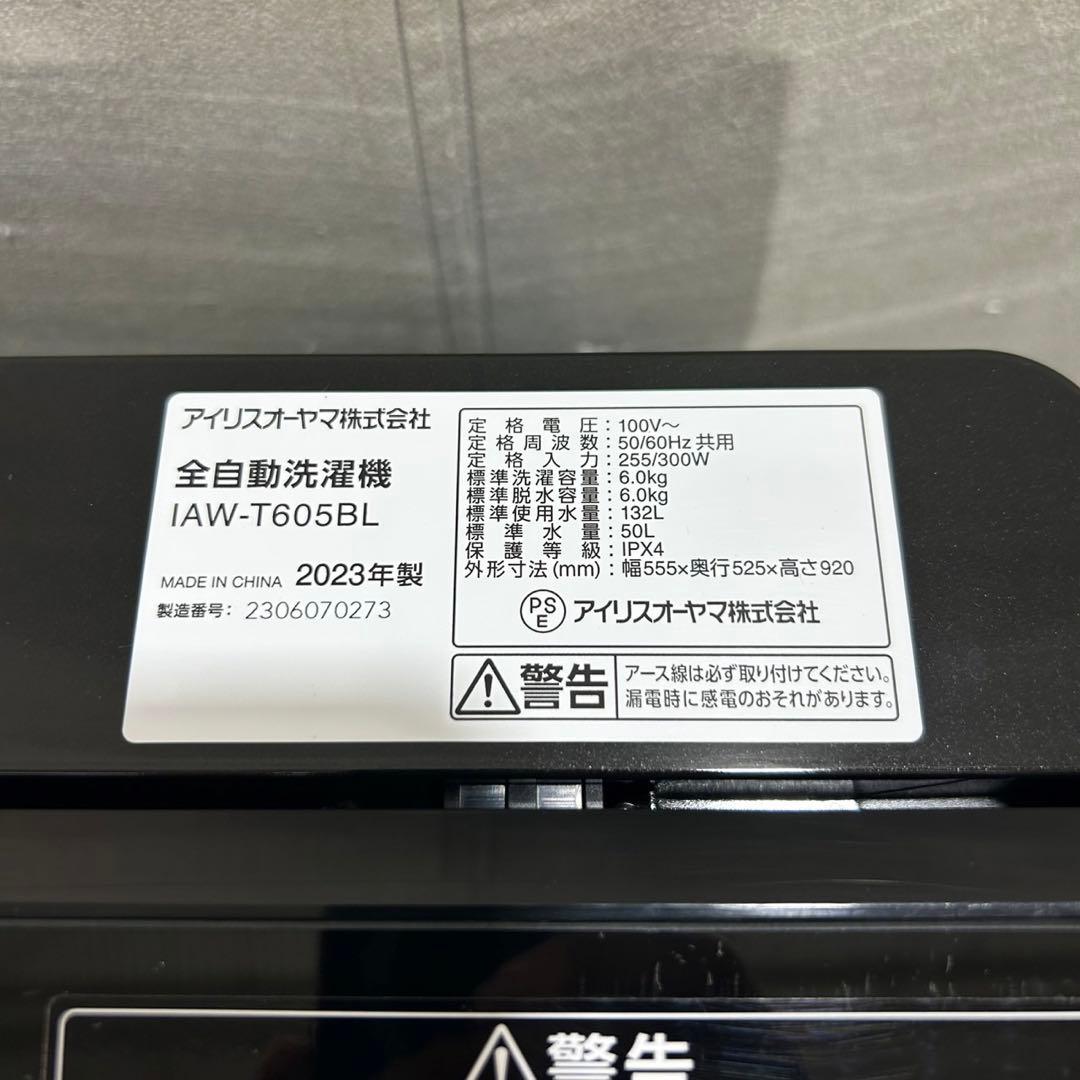 アイリスオーヤマ株式会社
全自動洗濯機
IAW-T605BL
MADE IN CHINA 2023年製
製造番号: 2306070273
定格電圧:100V～
定格周波数:50/60Hz共用
定格入力:255/300W
標準洗濯容量:6.0kg
標準脱水容量:6.0kg
標準使用水量:132L
標準水量:50L
保護等級:IPX4
外形寸法(mm):幅555×奥行525×高さ920
PSE アイリスオーヤマ株式会社
警告
アース線は必ず取り付けてください。
漏電時に感電のおそれがあります。
警告